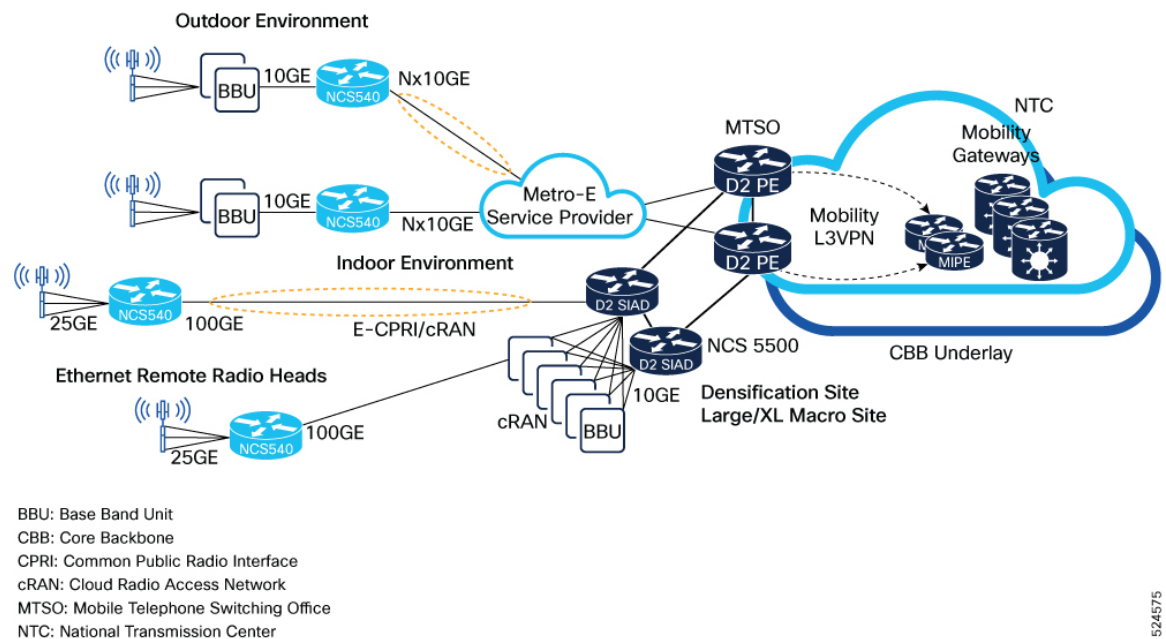 Outdoor Environment
BBU
10GE
NCS540
Nx10GE
BBU
10GE
NCS540
Nx10GE
Metro-E
Service Provider
MTSO
D2 PE
D2 PE
NTC
Mobility
Gateways
Mobility
L3VPN
MIPE
CBB Underlay
Indoor Environment
25GE
NCS540
100GE
E-CPRI/cRAN
D2 SIAD
D2 SIAD
NCS 5500
Ethernet Remote Radio Heads
25GE
NCS540
100GE
cRAN
BBU
10GE
Densification Site
Large/XL Macro Site
BBU: Base Band Unit
CBB: Core Backbone
CPRI: Common Public Radio Interface
cRAN: Cloud Radio Access Network
MTSO: Mobile Telephone Switching Office
NTC: National Transmission Center
524575